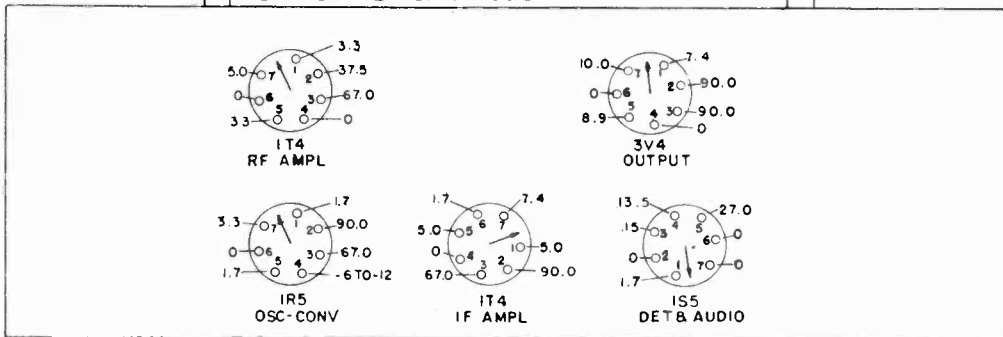 3.3
5.0 7 1 2 37.5
0 6 3 67.0
3.3 5 4 0
1T4
RF AMPL
10.0 7 1 7.4
2 90.0
0 6
8.9 5 4 3 90.0
0
3V4
OUTPUT
1.7
3.3 7 1 2 90.0
0 6 3 67.0
1.7 5 4 -6 TO-12
1R5
OSC-CONV
1.7 6 7 7.4
5.0 5 1 5.0
0 4
67.0 3 2 90.0
1T4
IF AMPL
13.5 4 5 27.0
.15 3 6 0
0 2 7 0
1.7 1
1S5
DET & AUDIO